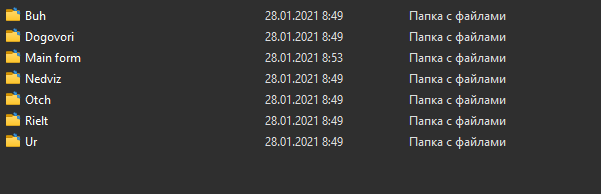 Buh 28.01.2021 8:49 Папка с файлами
Dogovori 28.01.2021 8:49 Папка с файлами
Main form 28.01.2021 8:53 Папка с файлами
Nedviz 28.01.2021 8:49 Папка с файлами
Otch 28.01.2021 8:49 Папка с файлами
Rielt 28.01.2021 8:49 Папка с файлами
Ur 28.01.2021 8:49 Папка с файлами